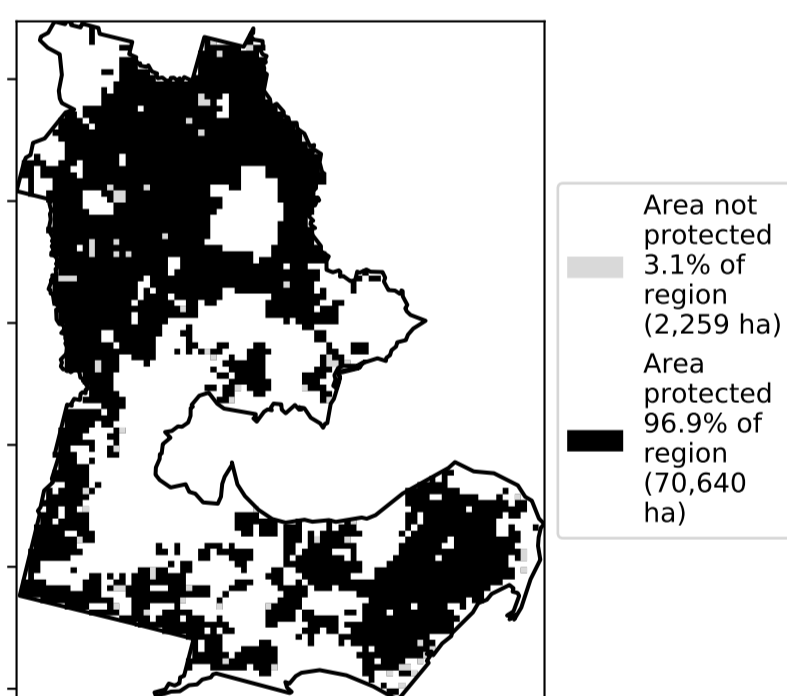 Area not
protected
3.1% of
region
(2,259 ha)
Area
protected
96.9% of
region
(70,640
ha)